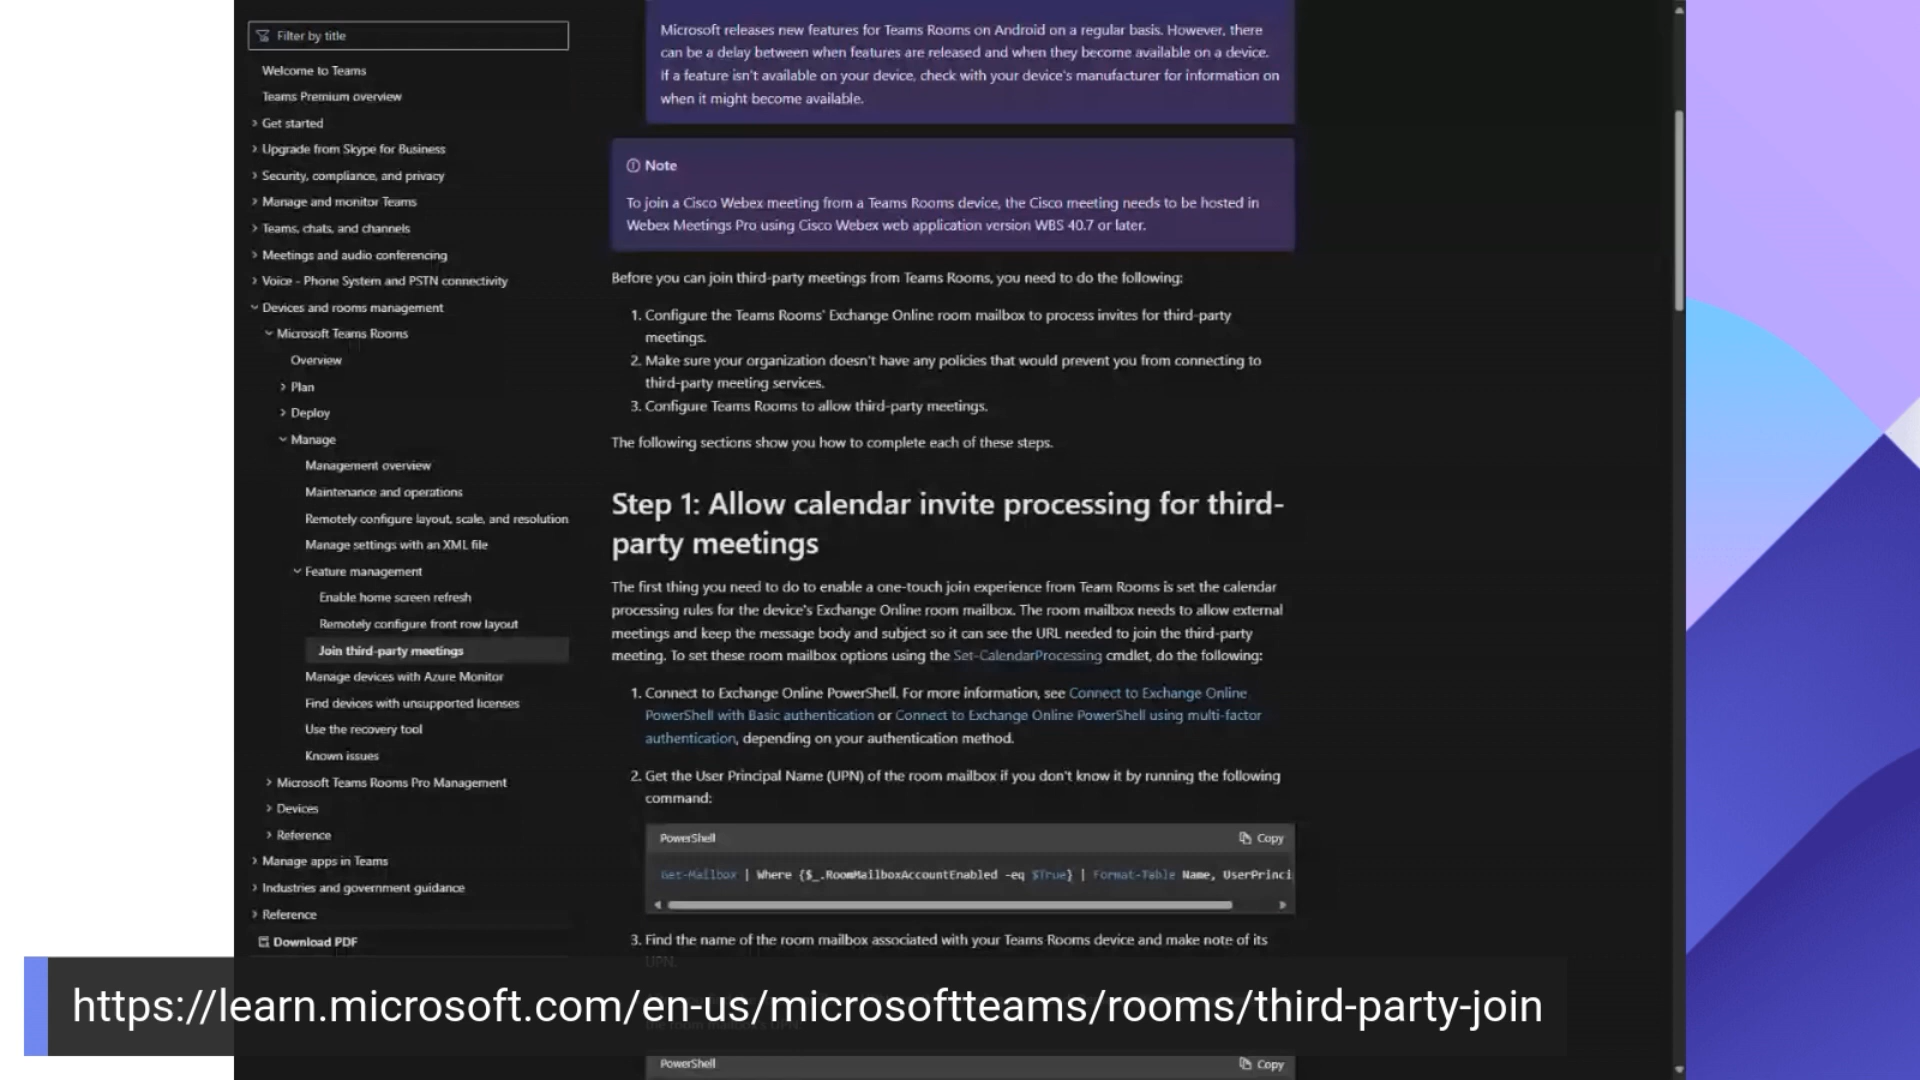 Filter by title
Welcome to Teams
Teams Premium overview
Get started
Upgrade from Skype for Business
Security, compliance, and privacy
Manage and monitor Teams
Teams, chats, and channels
Meetings and audio conferencing
Voice - Phone System and PSTN connectivity
Devices and rooms management
Microsoft Teams Rooms
Overview
Plan
Deploy
Manage
Management overview
Maintenance and operations
Remotely configure layout, scale, and resolution
Manage settings with an XML file
Feature management
Enable home screen refresh
Remotely configure front row layout
Join third-party meetings
Manage devices with Azure Monitor
Find devices with unsupported licenses
Use the recovery tool
Known issues
Microsoft Teams Rooms Pro Management
Devices
Reference
Manage apps in Teams
Industries and government guidance
Reference
Download PDF
Microsoft releases new features for Teams Rooms on Android on a regular basis. However, there
can be a delay between when features are released and when they become available on a device.
If a feature isn't available on your device, check with your device's manufacturer for information on
when it might become available.
Note
To join a Cisco Webex meeting from a Teams Rooms device, the Cisco meeting needs to be hosted in
Webex Meetings Pro using Cisco Webex web application version WBS 40.7 or later.
Before you can join third-party meetings from Teams Rooms, you need to do the following:
1. Configure the Teams Rooms' Exchange Online room mailbox to process invites for third-party
meetings.
2. Make sure your organization doesn't have any policies that would prevent you from connecting to
third-party meeting services.
3. Configure Teams Rooms to allow third-party meetings.
The following sections show you how to complete each of these steps.
Step 1: Allow calendar invite processing for third-
party meetings
The first thing you need to do to enable a one-touch join experience from Team Rooms is set the calendar
processing rules for the device's Exchange Online room mailbox. The room mailbox needs to allow external
meetings and keep the message body and subject so it can see the URL needed to join the third-party
meeting. To set these room mailbox options using the Set-CalendarProcessing cmdlet, do the following:
1. Connect to Exchange Online PowerShell. For more information, see Connect to Exchange Online
PowerShell with Basic authentication or Connect to Exchange Online PowerShell using multi-factor
authentication, depending on your authentication method.
2. Get the User Principal Name (UPN) of the room mailbox if you don't know it by running the following
command:
PowerShell Copy
Get-Mailbox | Where {$_.RoomMailboxAccountEnabled -eq $True} | Format-Table Name, UserPrinci
3. Find the name of the room mailbox associated with your Teams Rooms device and make note of its
UPN.
https://learn.microsoft.com/en-us/microsoftteams/rooms/third-party-join
the room mailbox's UPN:
PowerShell Copy